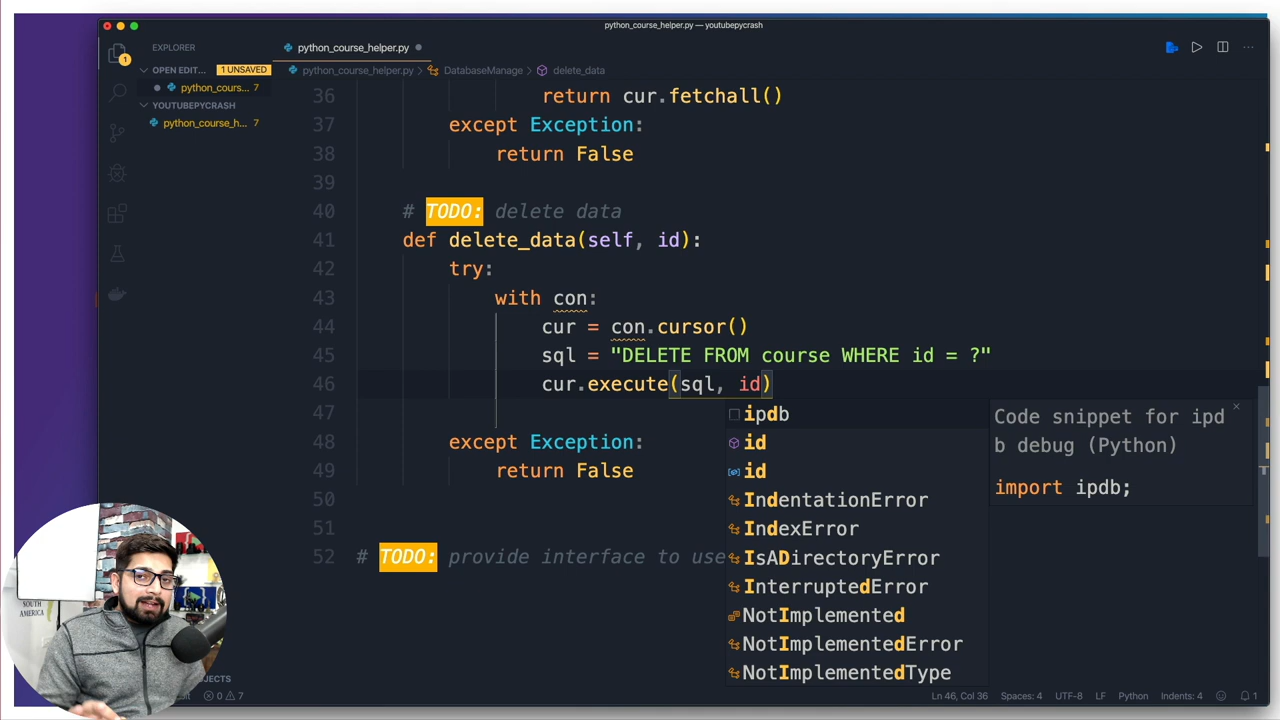 python_course_helper.py — youtubepycrash
EXPLORER
python_course_helper.py
OPEN EDIT... 1 UNSAVED
python_cours... 7
YOUTUBEPYCRASH
python_course_h... 7
python_course_helper.py > DatabaseManage > delete_data
36 return cur.fetchall()
37 except Exception:
38 return False
39
40 # TODO: delete data
41 def delete_data(self, id):
42 try:
43 with con:
44 cur = con.cursor()
45 sql = "DELETE FROM course WHERE id = ?"
46 cur.execute(sql, id)
47
48 except Exception:
49 return False
50
51
52 # TODO: provide interface to use
ipdb
id
id
IndentationError
IndexError
IsADirectoryError
InterruptedError
NotImplemented
NotImplementedError
NotImplementedType
Code snippet for ipd
b debug (Python)
import ipdb;
SOUTH
AMERICA
0 7
Ln 46, Col 36 Spaces: 4 UTF-8 LF Python Indents: 4 1